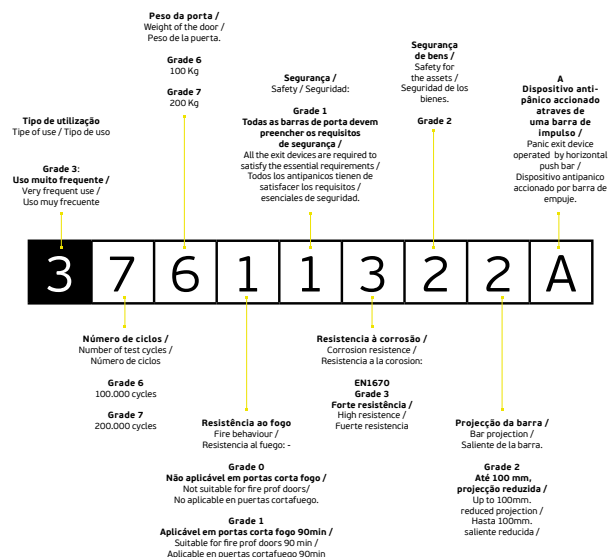 Peso da porta /
Weight of the door /
Peso de la puerta.
Grade 6
100 Kg
Grade 7
200 Kg
Segurança
de bens /
Safety for
the assets /
Seguridad de los
bienes.
Grade 2
Segurança /
Safety / Seguridad:
Grade 1
Todas as barras de porta devem
preencher os requisitos
de segurança /
All the exit devices are required to
satisfy the essential requirements /
Todos los antipanicos tienen de
satisfacer los requisitos /
esenciales de seguridad.
A
Dispositivo anti-
pânico accionado
atraves de
uma barra de
impulso /
Panic exit device
operated by horizontal
push bar /
Dispositivo antipanico
accionado por barra de
empuje.
Tipo de utilização
Tipe of use / Tipo de uso
Grade 3:
Uso muito frequente /
Very frequent use /
Uso muy frecuente
3 7 6 1 1 3 2 2 A
Número de ciclos /
Number of test cycles /
Número de ciclos
Grade 6
100.000 cycles
Grade 7
200.000 cycles
Resistencia à corrosão /
Corrosion resistence /
Resistencia a la corrosion:
EN1670
Grade 3
Forte resistência /
High resistence /
Fuerte resistencia
Resistência ao fogo
Fire behaviour /
Resistencia al fuego: -
Grade 0
Não aplicável em portas corta fogo /
Not suitable for fire prof doors/
No aplicable en puertas cortafuego.
Grade 1
Aplicável em portas corta fogo 90min /
Suitable for fire prof doors 90 min /
Aplicable en puertas cortafuego 90min
Projecção da barra /
Bar projection /
Saliente de la barra.
Grade 2
Até 100 mm,
projecção reduzida /
Up to 100mm.
reduced projection /
Hasta 100mm.
saliente reducida /